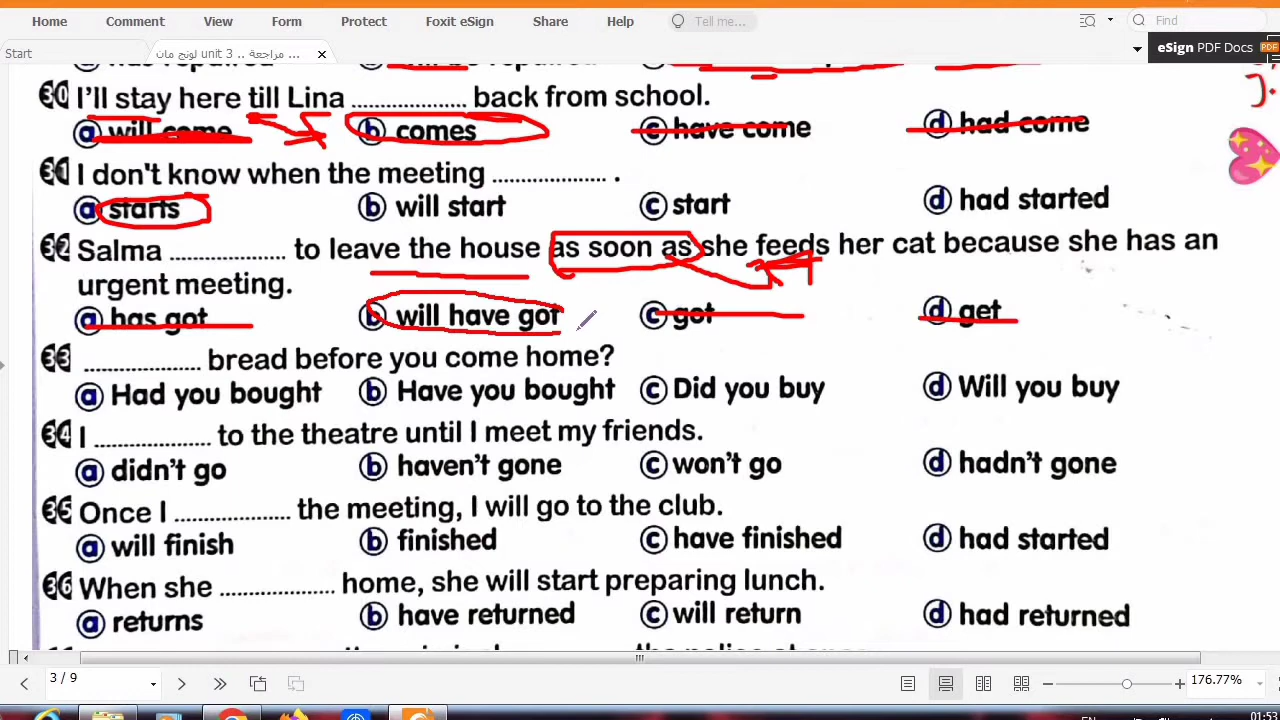 Home Comment View Form Protect Foxit eSign Share Help Tell me... Find
Start لونج مان unit 3 .. مراجعة ... × eSign PDF Docs
30 I'll stay here till Lina .................. back from school.
a will come b comes c have come d had come
31 I don't know when the meeting .................. .
a starts b will start c start d had started
32 Salma .................. to leave the house as soon as she feeds her cat because she has an
urgent meeting.
a has got b will have got c got d get
33 .................. bread before you come home?
a Had you bought b Have you bought c Did you buy d Will you buy
34 I .................. to the theatre until I meet my friends.
a didn't go b haven't gone c won't go d hadn't gone
35 Once I .................. the meeting, I will go to the club.
a will finish b finished c have finished d had started
36 When she .................. home, she will start preparing lunch.
a returns b have returned c will return d had returned
3 / 9 176.77%
EN 01:53